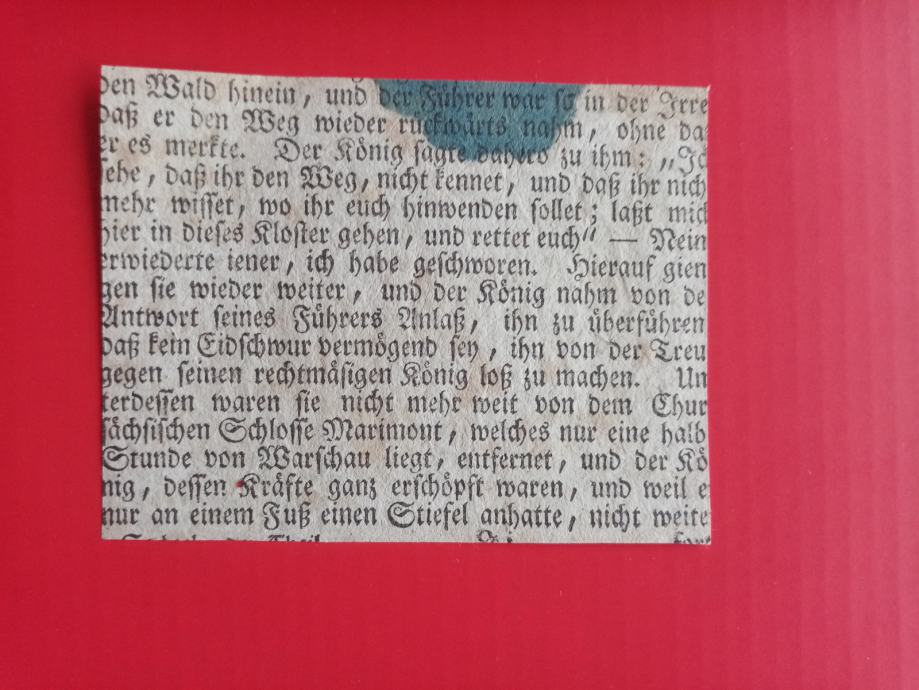 den Wald hinein, und der Führer war so in der Irre
daß er den Weg wieder ruckwärts nahm, ohne da
er es merkte. Der König sagte dahero zu ihm: „Ic
sehe, daß ihr den Weg, nicht kennet, und daß ihr nich
mehr wisset, wo ihr euch hinwenden sollet; laßt mich
hier in dieses Kloster gehen, und rettet euch“ — Nein
erwiederte iener, ich habe geschworen. Hierauf gien
gen sie wieder weiter, und der König nahm von de
Antwort seines Führers Anlaß, ihn zu überführen
daß kein Eidschwur vermögend sey, ihn von der Treu
gegen seinen rechtmäsigen König loß zu machen. Un
terdessen waren sie nicht mehr weit von dem Chur
sächsischen Schlosse Marimont, welches nur eine halb
Stunde von Warschau liegt, entfernet, und der Kö
nig, dessen Kräfte ganz erschöpft waren, und weil e
nur an einem Fuß einen Stiefel anhatte, nicht weite
Theil